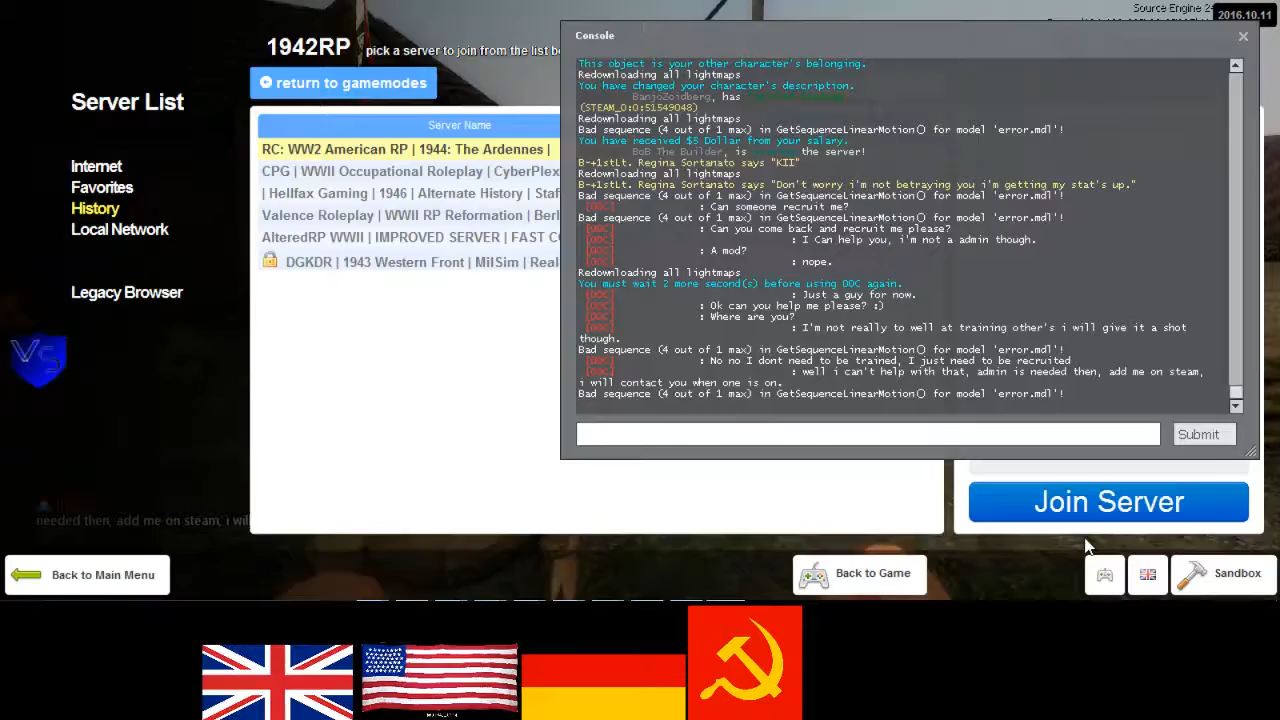 Source Engine 24
2016.10.11
1942RP pick a server to join from the list be
return to gamemodes
Server List
Internet
Favorites
History
Local Network
Legacy Browser
VS
Server Name
RC: WW2 American RP | 1944: The Ardennes |
CPG | WWII Occupational Roleplay | CyberPlex
| Hellfax Gaming | 1946 | Alternate History | Staf
Valence Roleplay | WWII RP Reformation | Berl
AlteredRP WWII | IMPROVED SERVER | FAST C
DGKDR | 1943 Western Front | MilSim | Real
Console
This object is your other character's belonging.
Redownloading all lightmaps
You have changed your character's description.
BanjoZoidberg, has
(STEAM_0:0:51549048)
Redownloading all lightmaps
Bad sequence (4 out of 1 max) in GetSequenceLinearMotion() for model 'error.mdl'!
You have received $5 Dollar from your salary.
BoB The Builder, is the server!
B-+1stLt. Regina Sortanato says "KII"
Redownloading all lightmaps
B-+1stLt. Regina Sortanato says "Don't worry i'm not betraying you i'm getting my stat's up."
Bad sequence (4 out of 1 max) in GetSequenceLinearMotion() for model 'error.mdl'!
[OOC] : Can someone recruit me?
Bad sequence (4 out of 1 max) in GetSequenceLinearMotion() for model 'error.mdl'!
[OOC] : Can you come back and recruit me please?
[OOC] : I Can help you, i'm not a admin though.
[OOC] : A mod?
[OOC] : nope.
Redownloading all lightmaps
You must wait 2 more second(s) before using OOC again.
[OOC] : Just a guy for now.
[OOC] : Ok can you help me please? :)
[OOC] : Where are you?
[OOC] : I'm not really to well at training other's i will give it a shot
though.
Bad sequence (4 out of 1 max) in GetSequenceLinearMotion() for model 'error.mdl'!
[OOC] : No no I dont need to be trained, I just need to be recruited
[OOC] : well i can't help with that, admin is needed then, add me on steam,
i will contact you when one is on.
Bad sequence (4 out of 1 max) in GetSequenceLinearMotion() for model 'error.mdl'!
Submit
Join Server
needed then, add me on steam, i wil
Back to Main Menu
Back to Game
Sandbox